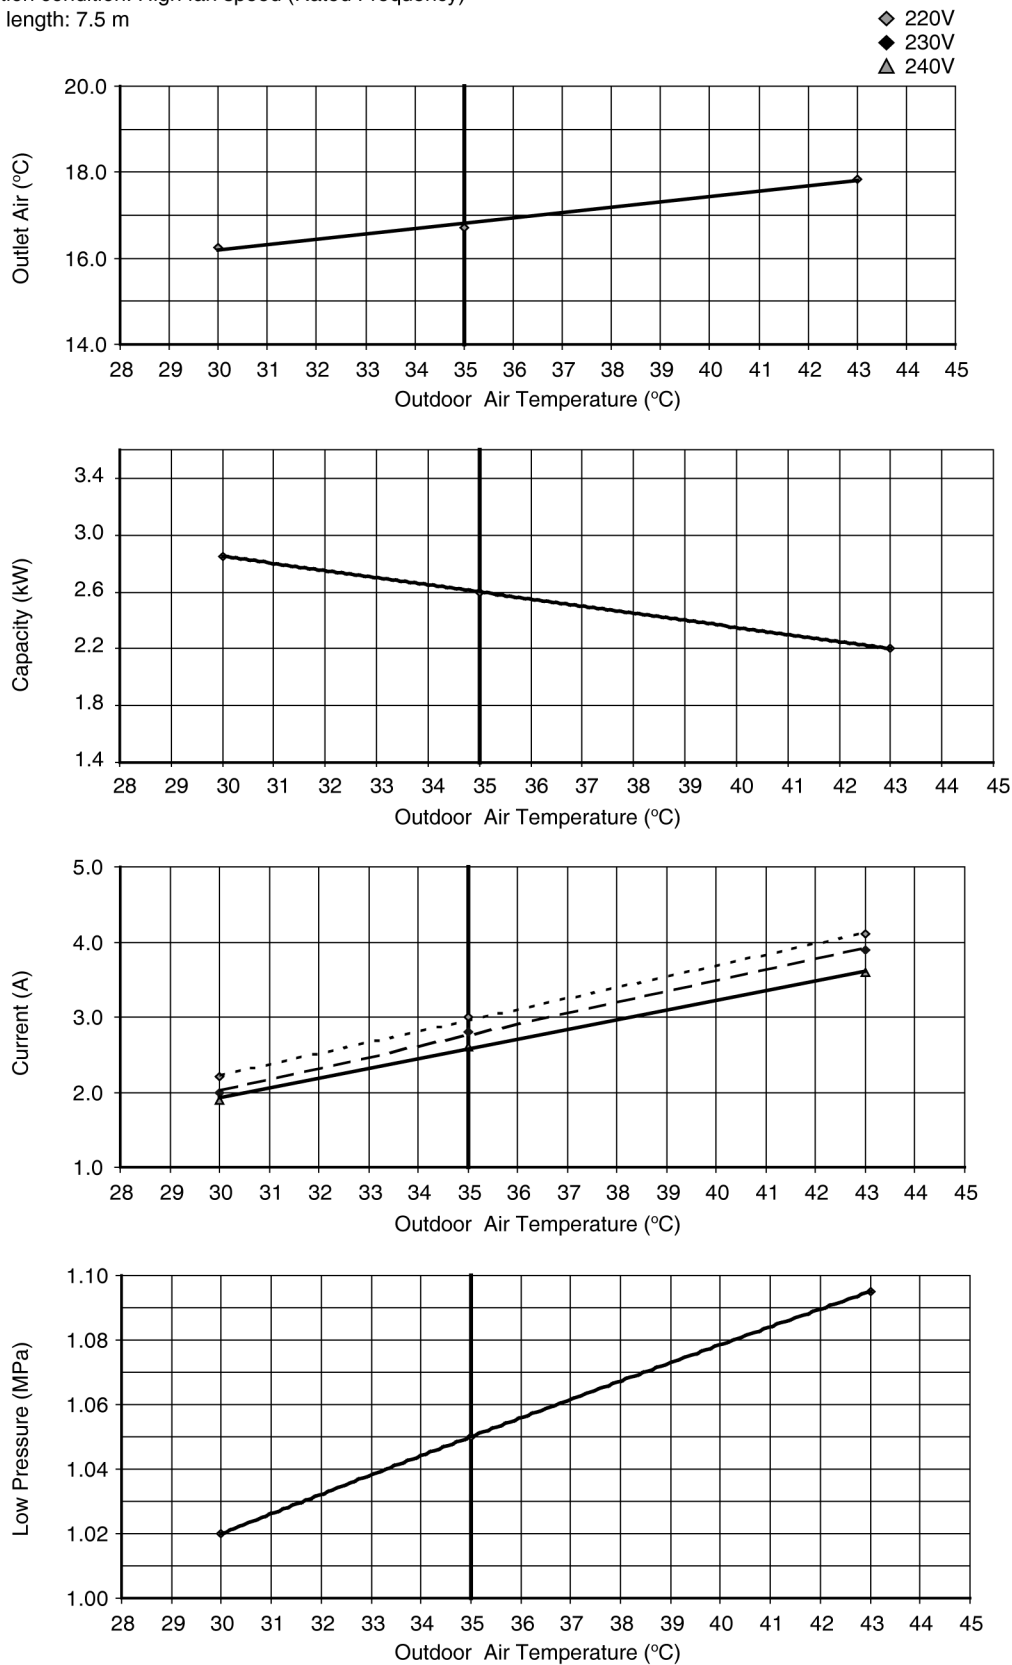 length: 7.5 m
220V
230V
240V
20.0
18.0
16.0
14.0
Outlet Air (°C)
28 29 30 31 32 33 34 35 36 37 38 39 40 41 42 43 44 45
Outdoor Air Temperature (°C)
3.4
3.0
2.6
2.2
1.8
1.4
Capacity (kW)
28 29 30 31 32 33 34 35 36 37 38 39 40 41 42 43 44 45
Outdoor Air Temperature (°C)
5.0
4.0
3.0
2.0
1.0
Current (A)
28 29 30 31 32 33 34 35 36 37 38 39 40 41 42 43 44 45
Outdoor Air Temperature (°C)
1.10
1.08
1.06
1.04
1.02
1.00
Low Pressure (MPa)
28 29 30 31 32 33 34 35 36 37 38 39 40 41 42 43 44 45
Outdoor Air Temperature (°C)